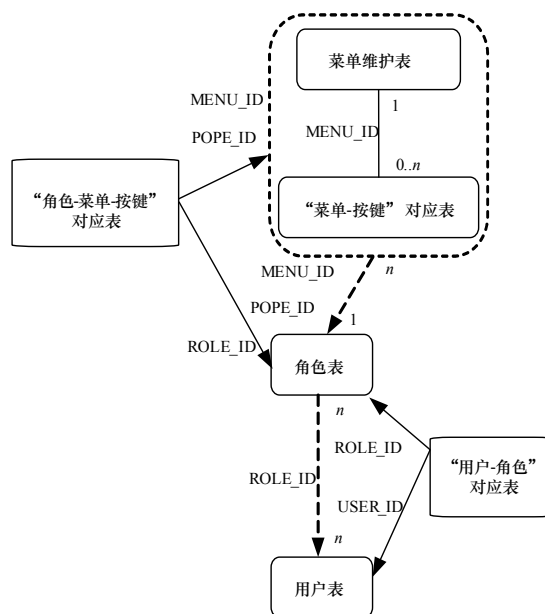 菜单维护表
1
MENU_ID
MENU_ID
POPE_ID
0..n
“角色-菜单-按键”
对应表
“菜单-按键” 对应表
MENU_ID
n
POPE_ID
1
ROLE_ID
角色表
n
ROLE_ID
“用户-角色”
对应表
ROLE_ID
USER_ID
n
用户表